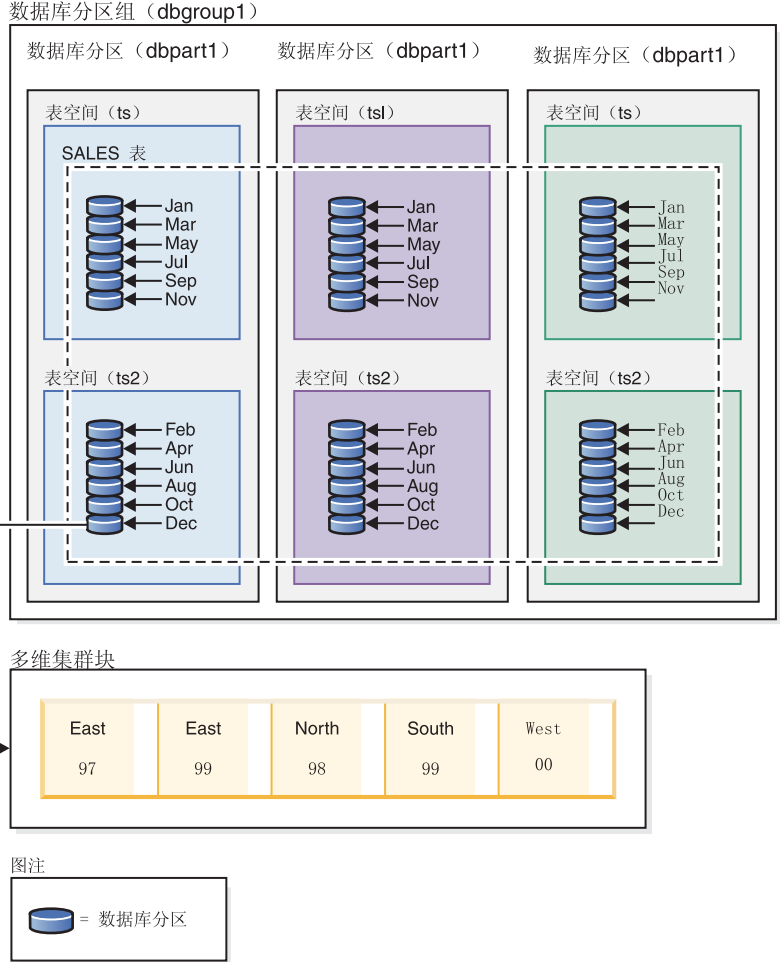 数据库分区组（dbgroup1）
数据库分区（dbpart1）
数据库分区（dbpart1）
数据库分区（dbpart1）
表空间（ts）
表空间（tsl）
表空间（ts）
SALES 表
Jan
Mar
May
Jul
Sep
Nov
Jan
Mar
May
Jul
Sep
Nov
Jan
Mar
May
Jul
Sep
Nov
表空间（ts2）
表空间（ts2）
表空间（ts2）
Feb
Apr
Jun
Aug
Oct
Dec
Feb
Apr
Jun
Aug
Oct
Dec
Feb
Apr
Jun
Aug
Oct
Dec
多维集群块
East
97
East
99
North
98
South
99
West
00
图注
= 数据库分区